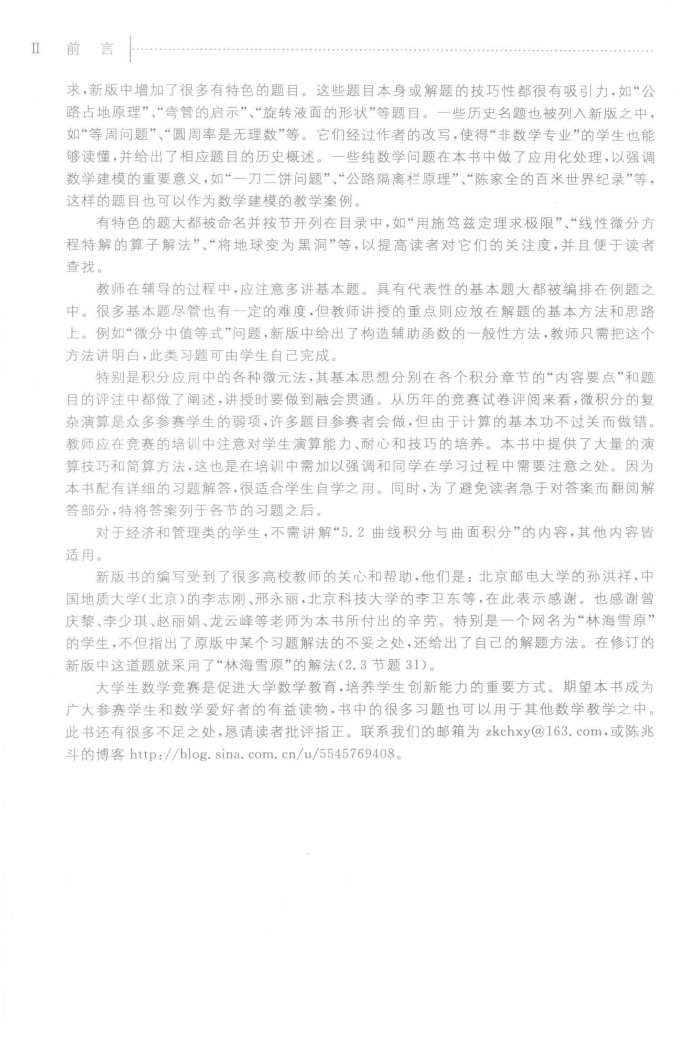 Ⅱ 前 言
求,新版中增加了很多有特色的题目。这些题目本身或解题的技巧性都很有吸引力,如“公
路占地原理”、“弯管的启示”、“旋转液面的形状”等题目。一些历史名题也被列入新版之中,
如“等周问题”、“圆周率是无理数”等。它们经过作者的改写,使得“非数学专业”的学生也能
够读懂,并给出了相应题目的历史概述。一些纯数学问题在本书中做了应用化处理,以强调
数学建模的重要意义,如“一刀二饼问题”、“公路隔离栏原理”、“陈家全的百米世界纪录”等,
这样的题目也可以作为数学建模的教学案例。
有特色的题大都被命名并按节开列在目录中,如“用施笃兹定理求极限”、“线性微分方
程特解的算子解法”、“将地球变为黑洞”等,以提高读者对它们的关注度,并且便于读者
查找。
教师在辅导的过程中,应注意多讲基本题。具有代表性的基本题大都被编排在例题之
中。很多基本题尽管也有一定的难度,但教师讲授的重点则应放在解题的基本方法和思路
上。例如“微分中值等式”问题,新版中给出了构造辅助函数的一般性方法,教师只需把这个
方法讲明白,此类习题可由学生自己完成。
特别是积分应用中的各种微元法,其基本思想分别在各个积分章节的“内容要点”和题
目的评注中都做了阐述,讲授时要做到融会贯通。从历年的竞赛试卷评阅来看,微积分的复
杂演算是众多参赛学生的弱项,许多题目参赛者会做,但由于计算的基本功不过关而做错。
教师应在竞赛的培训中注意对学生演算能力、耐心和技巧的培养。本书中提供了大量的演
算技巧和简算方法,这也是在培训中需加以强调和同学在学习过程中需要注意之处。因为
本书配有详细的习题解答,很适合学生自学之用。同时,为了避免读者急于对答案而翻阅解
答部分,特将答案列于各节的习题之后。
对于经济和管理类的学生,不需讲解“5.2 曲线积分与曲面积分”的内容,其他内容皆
适用。
新版书的编写受到了很多高校教师的关心和帮助,他们是：北京邮电大学的孙洪祥,中
国地质大学(北京)的李志刚、邢永丽,北京科技大学的李卫东等,在此表示感谢。也感谢曾
庆黎、李少琪、赵丽娟、龙云峰等老师为本书所付出的辛劳。特别是一个网名为“林海雪原”
的学生,不但指出了原版中某个习题解法的不妥之处,还给出了自己的解题方法。在修订的
新版中这道题就采用了“林海雪原”的解法(2.3 节题 31)。
大学生数学竞赛是促进大学数学教育,培养学生创新能力的重要方式。期望本书成为
广大参赛学生和数学爱好者的有益读物,书中的很多习题也可以用于其他数学教学之中。
此书还有很多不足之处,恳请读者批评指正。联系我们的邮箱为 zkchxy@163.com,或陈兆
斗的博客 http://blog.sina.com.cn/u/5545769408。